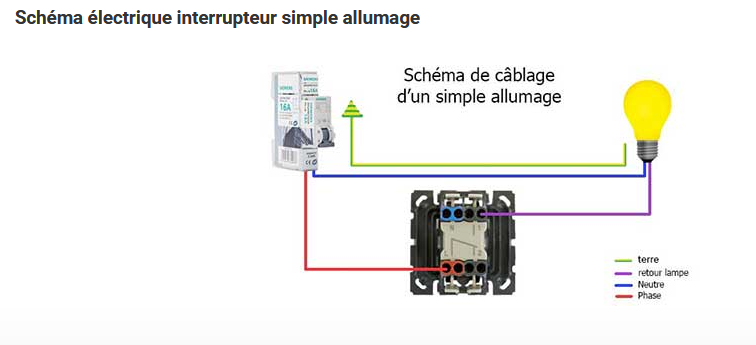 Schéma électrique interrupteur simple allumage
Schéma de câblage
d'un simple allumage
SIEMENS
16A
terre
retour lampe
Neutre
Phase